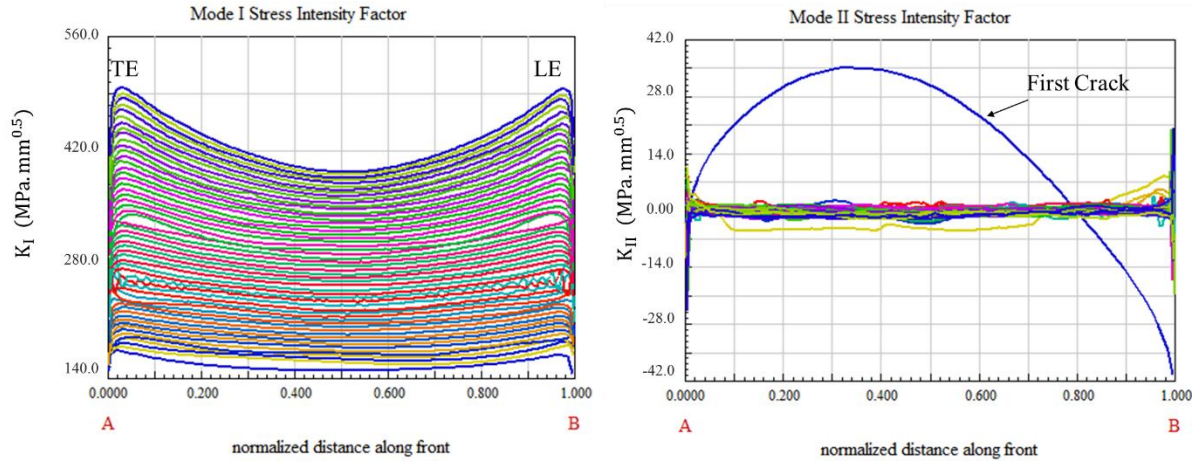 Mode I Stress Intensity Factor
560.0
TE
LE
420.0
280.0
140.0
K_I (MPa.mm^0.5)
0.000
0.200
0.400
0.600
0.800
1.000
A
B
normalized distance along front
Mode II Stress Intensity Factor
42.0
28.0
First Crack
14.0
0.00
-14.0
-28.0
-42.0
K_II (MPa.mm^0.5)
0.0000
0.200
0.400
0.600
0.800
1.000
A
B
normalized distance along front